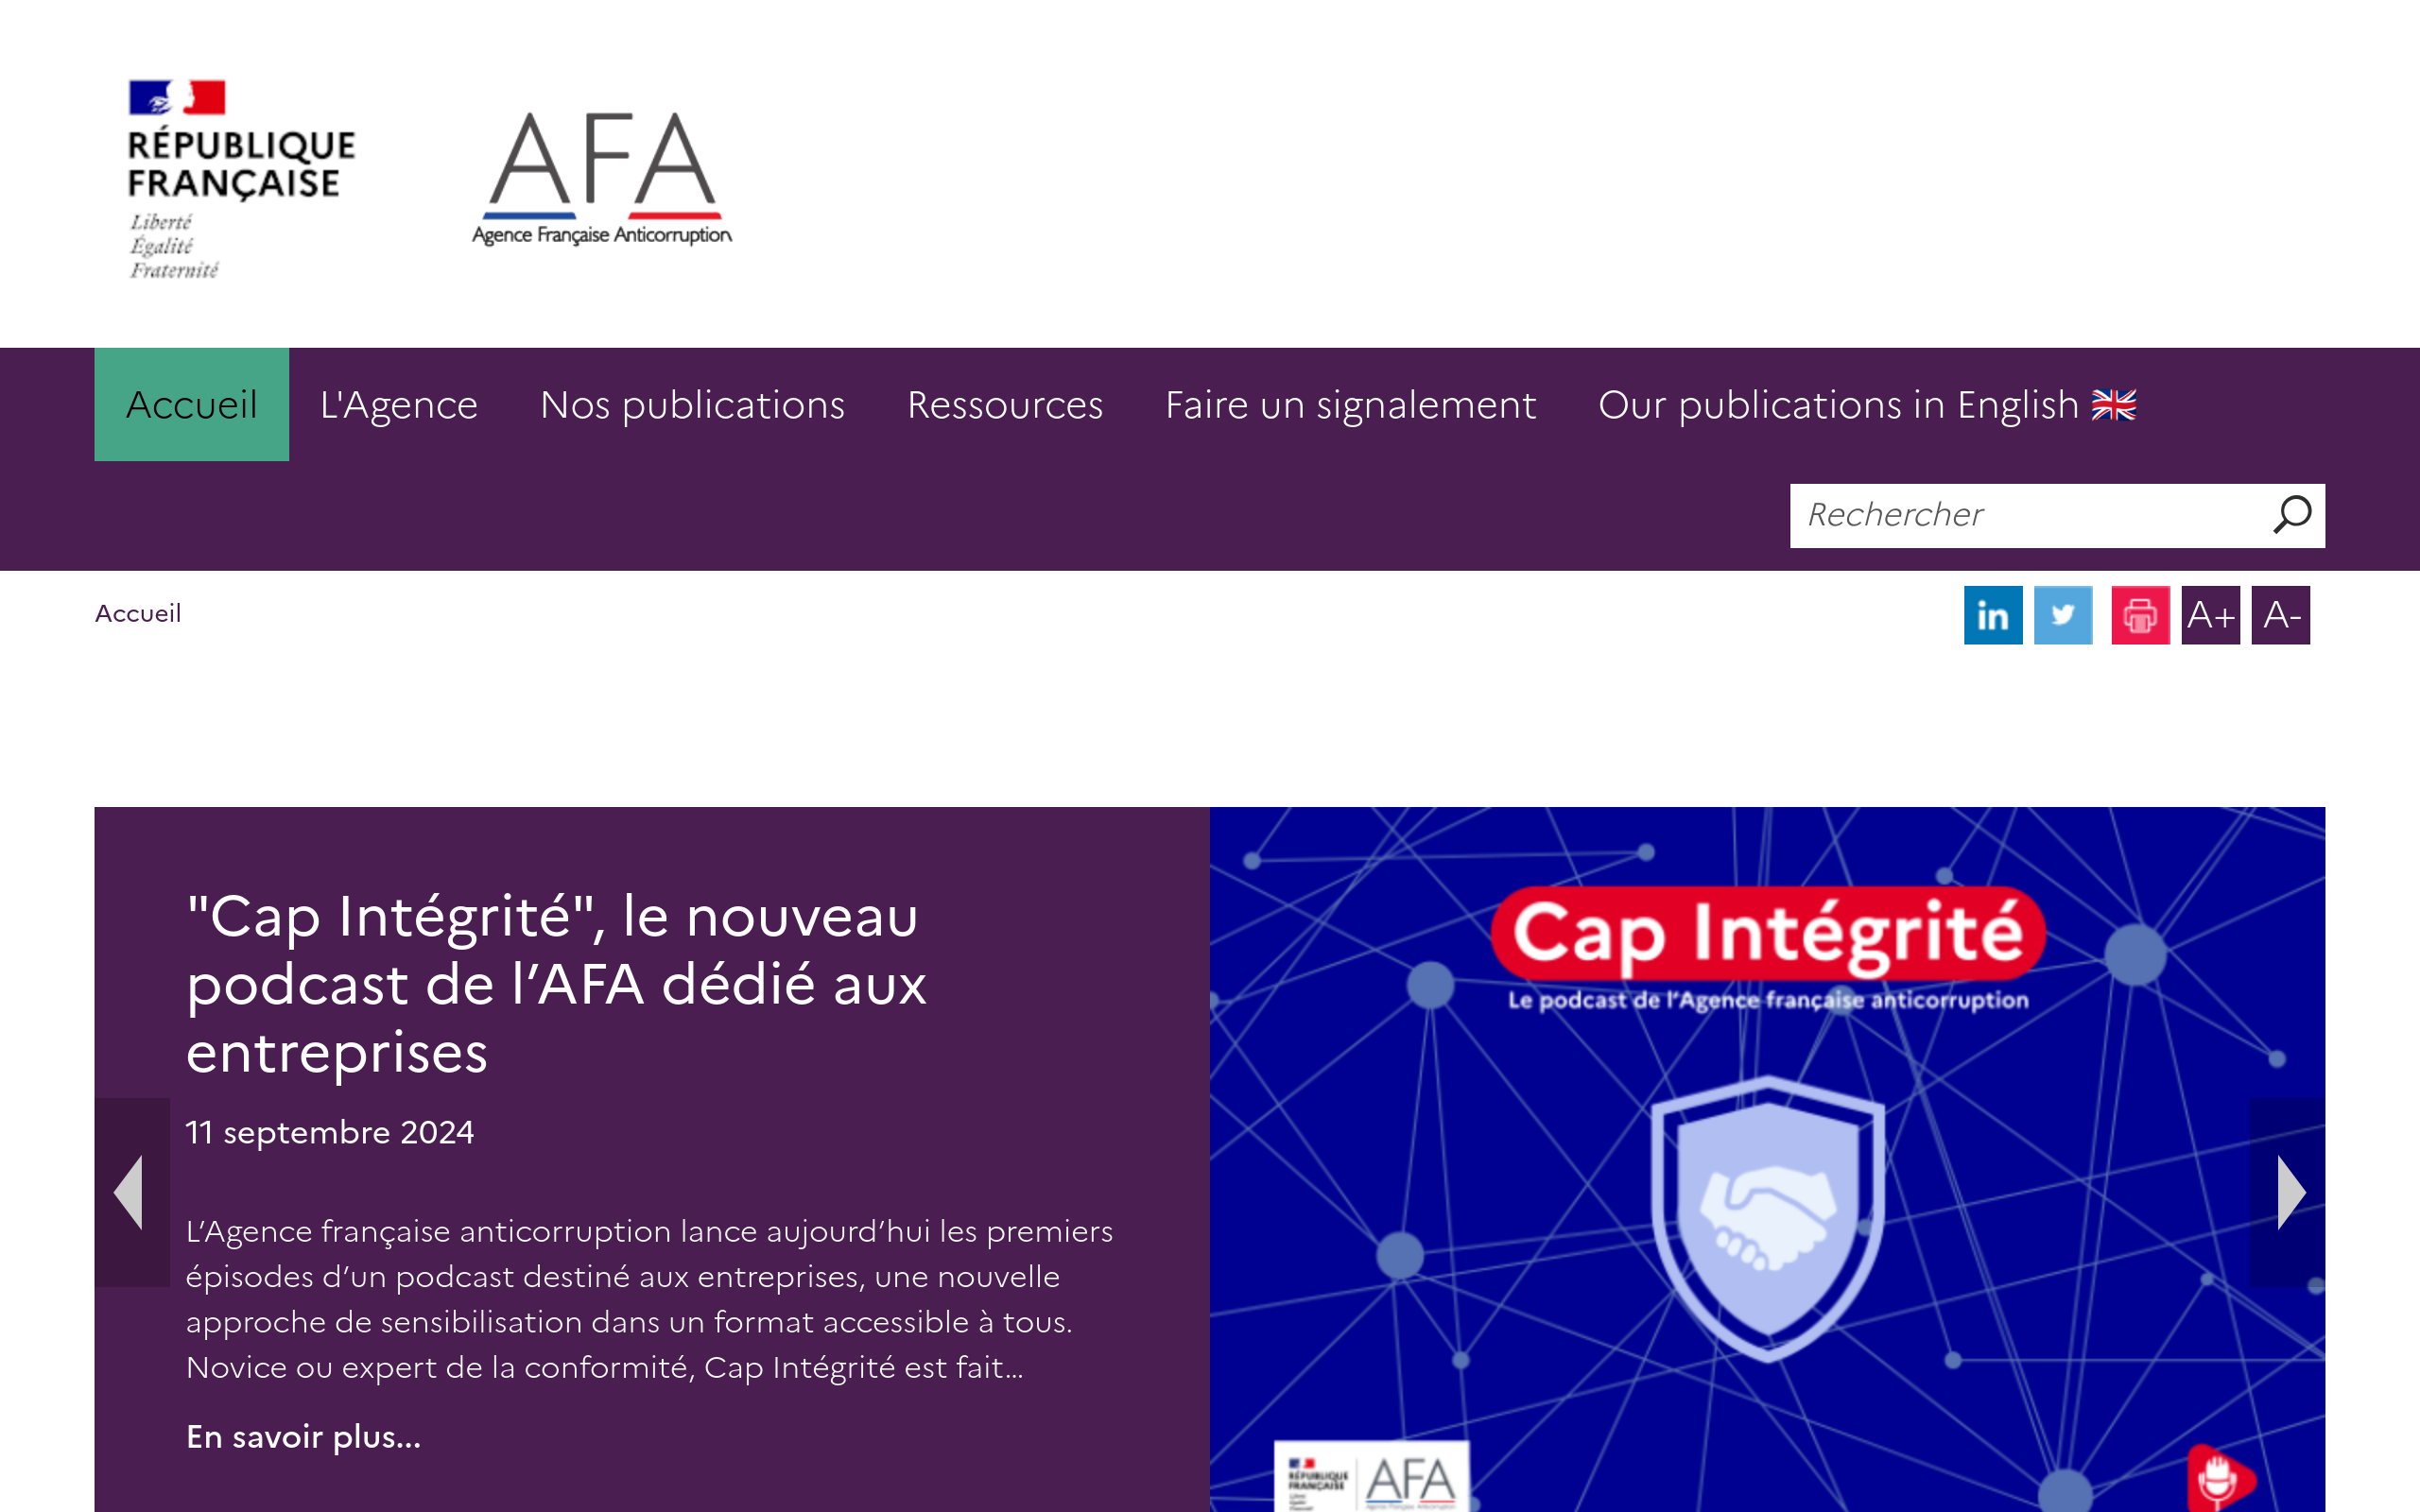 RÉPUBLIQUE
FRANÇAISE
Liberté
Égalité
Fraternité
AFA
Agence Française Anticorruption
Accueil
L'Agence
Nos publications
Ressources
Faire un signalement
Our publications in English 🇬🇧
Rechercher
Accueil
in
A+
A-
"Cap Intégrité", le nouveau
podcast de l’AFA dédié aux
entreprises
11 septembre 2024
L’Agence française anticorruption lance aujourd’hui les premiers
épisodes d’un podcast destiné aux entreprises, une nouvelle
approche de sensibilisation dans un format accessible à tous.
Novice ou expert de la conformité, Cap Intégrité est fait...
En savoir plus...
Cap Intégrité
Le podcast de l’Agence française anticorruption
RÉPUBLIQUE
FRANÇAISE
AFA